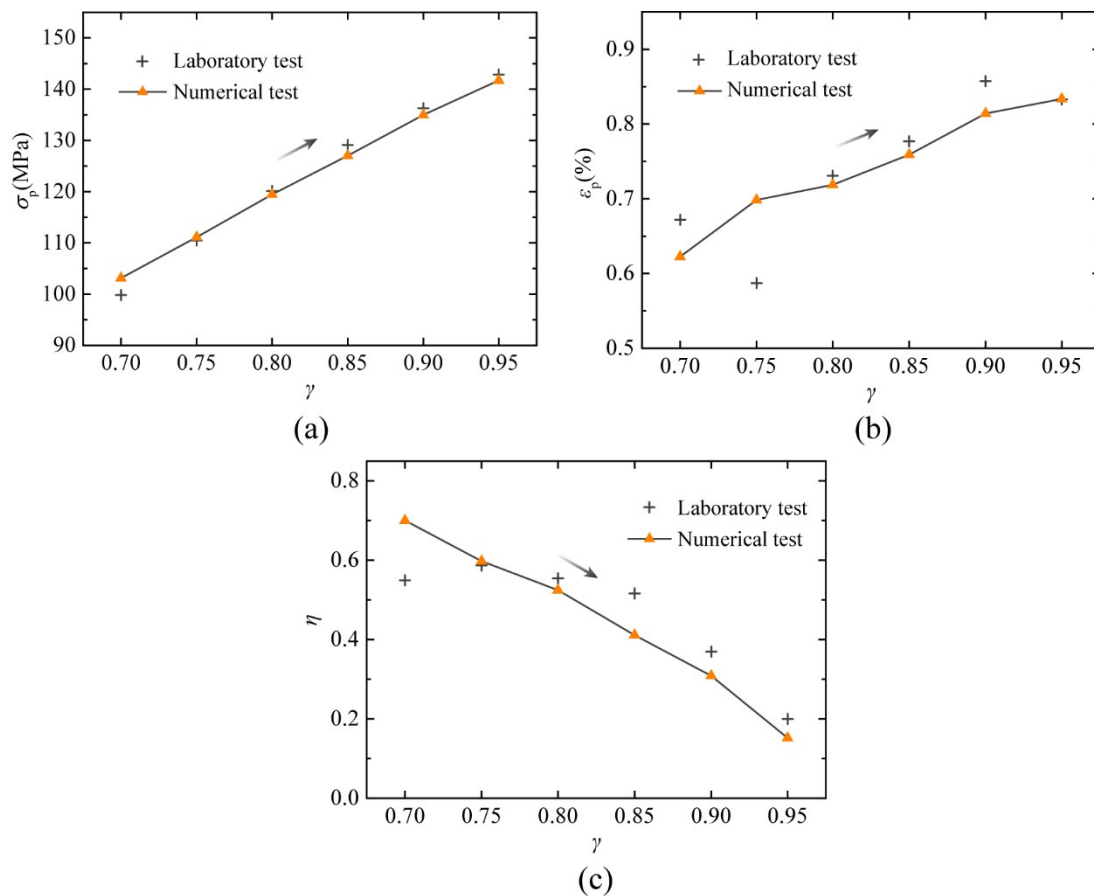 150
140
130
120
110
100
90
σp(MPa)
Laboratory test
Numerical test
0.70 0.75 0.80 0.85 0.90 0.95
γ
(a)
0.9
0.8
0.7
0.6
0.5
εp(%)
Laboratory test
Numerical test
0.70 0.75 0.80 0.85 0.90 0.95
γ
(b)
0.8
0.6
0.4
0.2
0.0
η
Laboratory test
Numerical test
0.70 0.75 0.80 0.85 0.90 0.95
γ
(c)